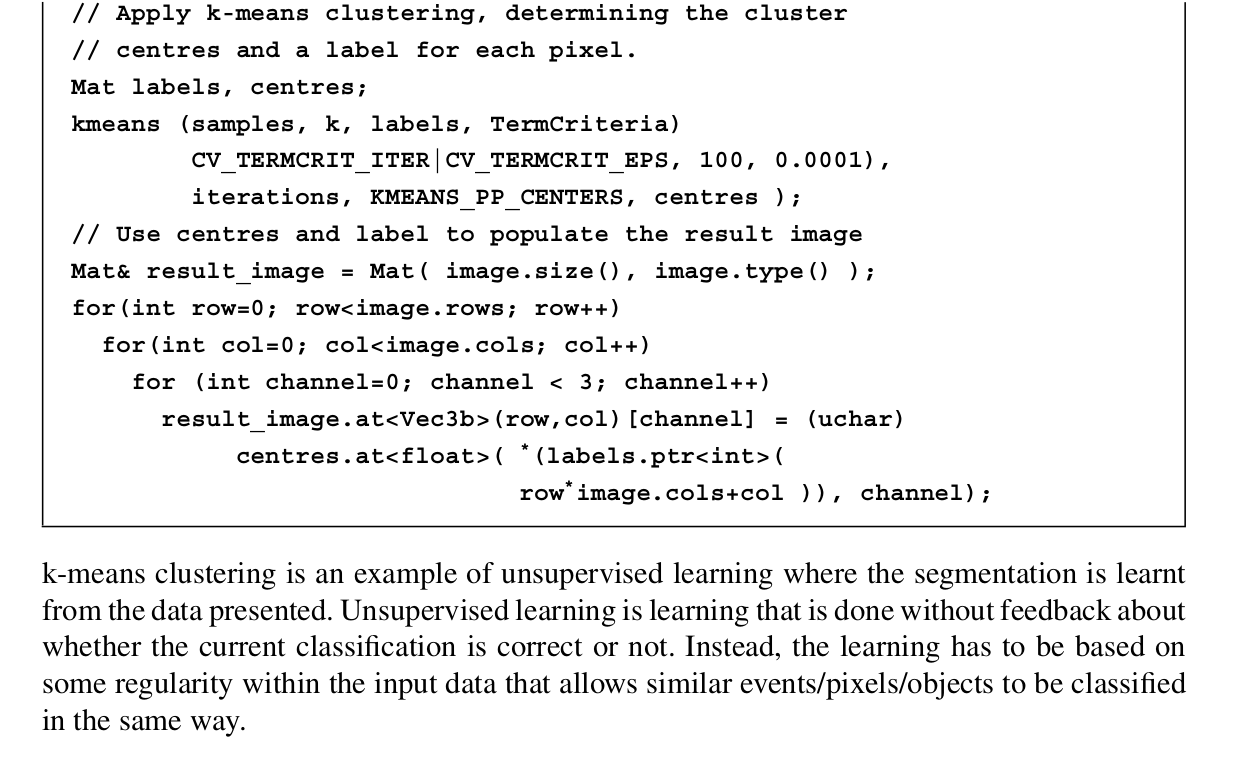 // Apply k-means clustering, determining the cluster
// centres and a label for each pixel.
Mat labels, centres;
kmeans (samples, k, labels, TermCriteria)
CV_TERMCRIT_ITER|CV_TERMCRIT_EPS, 100, 0.0001),
iterations, KMEANS_PP_CENTERS, centres );
// Use centres and label to populate the result image
Mat& result_image = Mat( image.size(), image.type() );
for(int row=0; row<image.rows; row++)
for(int col=0; col<image.cols; col++)
for (int channel=0; channel < 3; channel++)
result_image.at<Vec3b>(row,col)[channel] = (uchar)
centres.at<float>( *(labels.ptr<int>(
row*image.cols+col )), channel);
k-means clustering is an example of unsupervised learning where the segmentation is learnt
from the data presented. Unsupervised learning is learning that is done without feedback about
whether the current classification is correct or not. Instead, the learning has to be based on
some regularity within the input data that allows similar events/pixels/objects to be classified
in the same way.